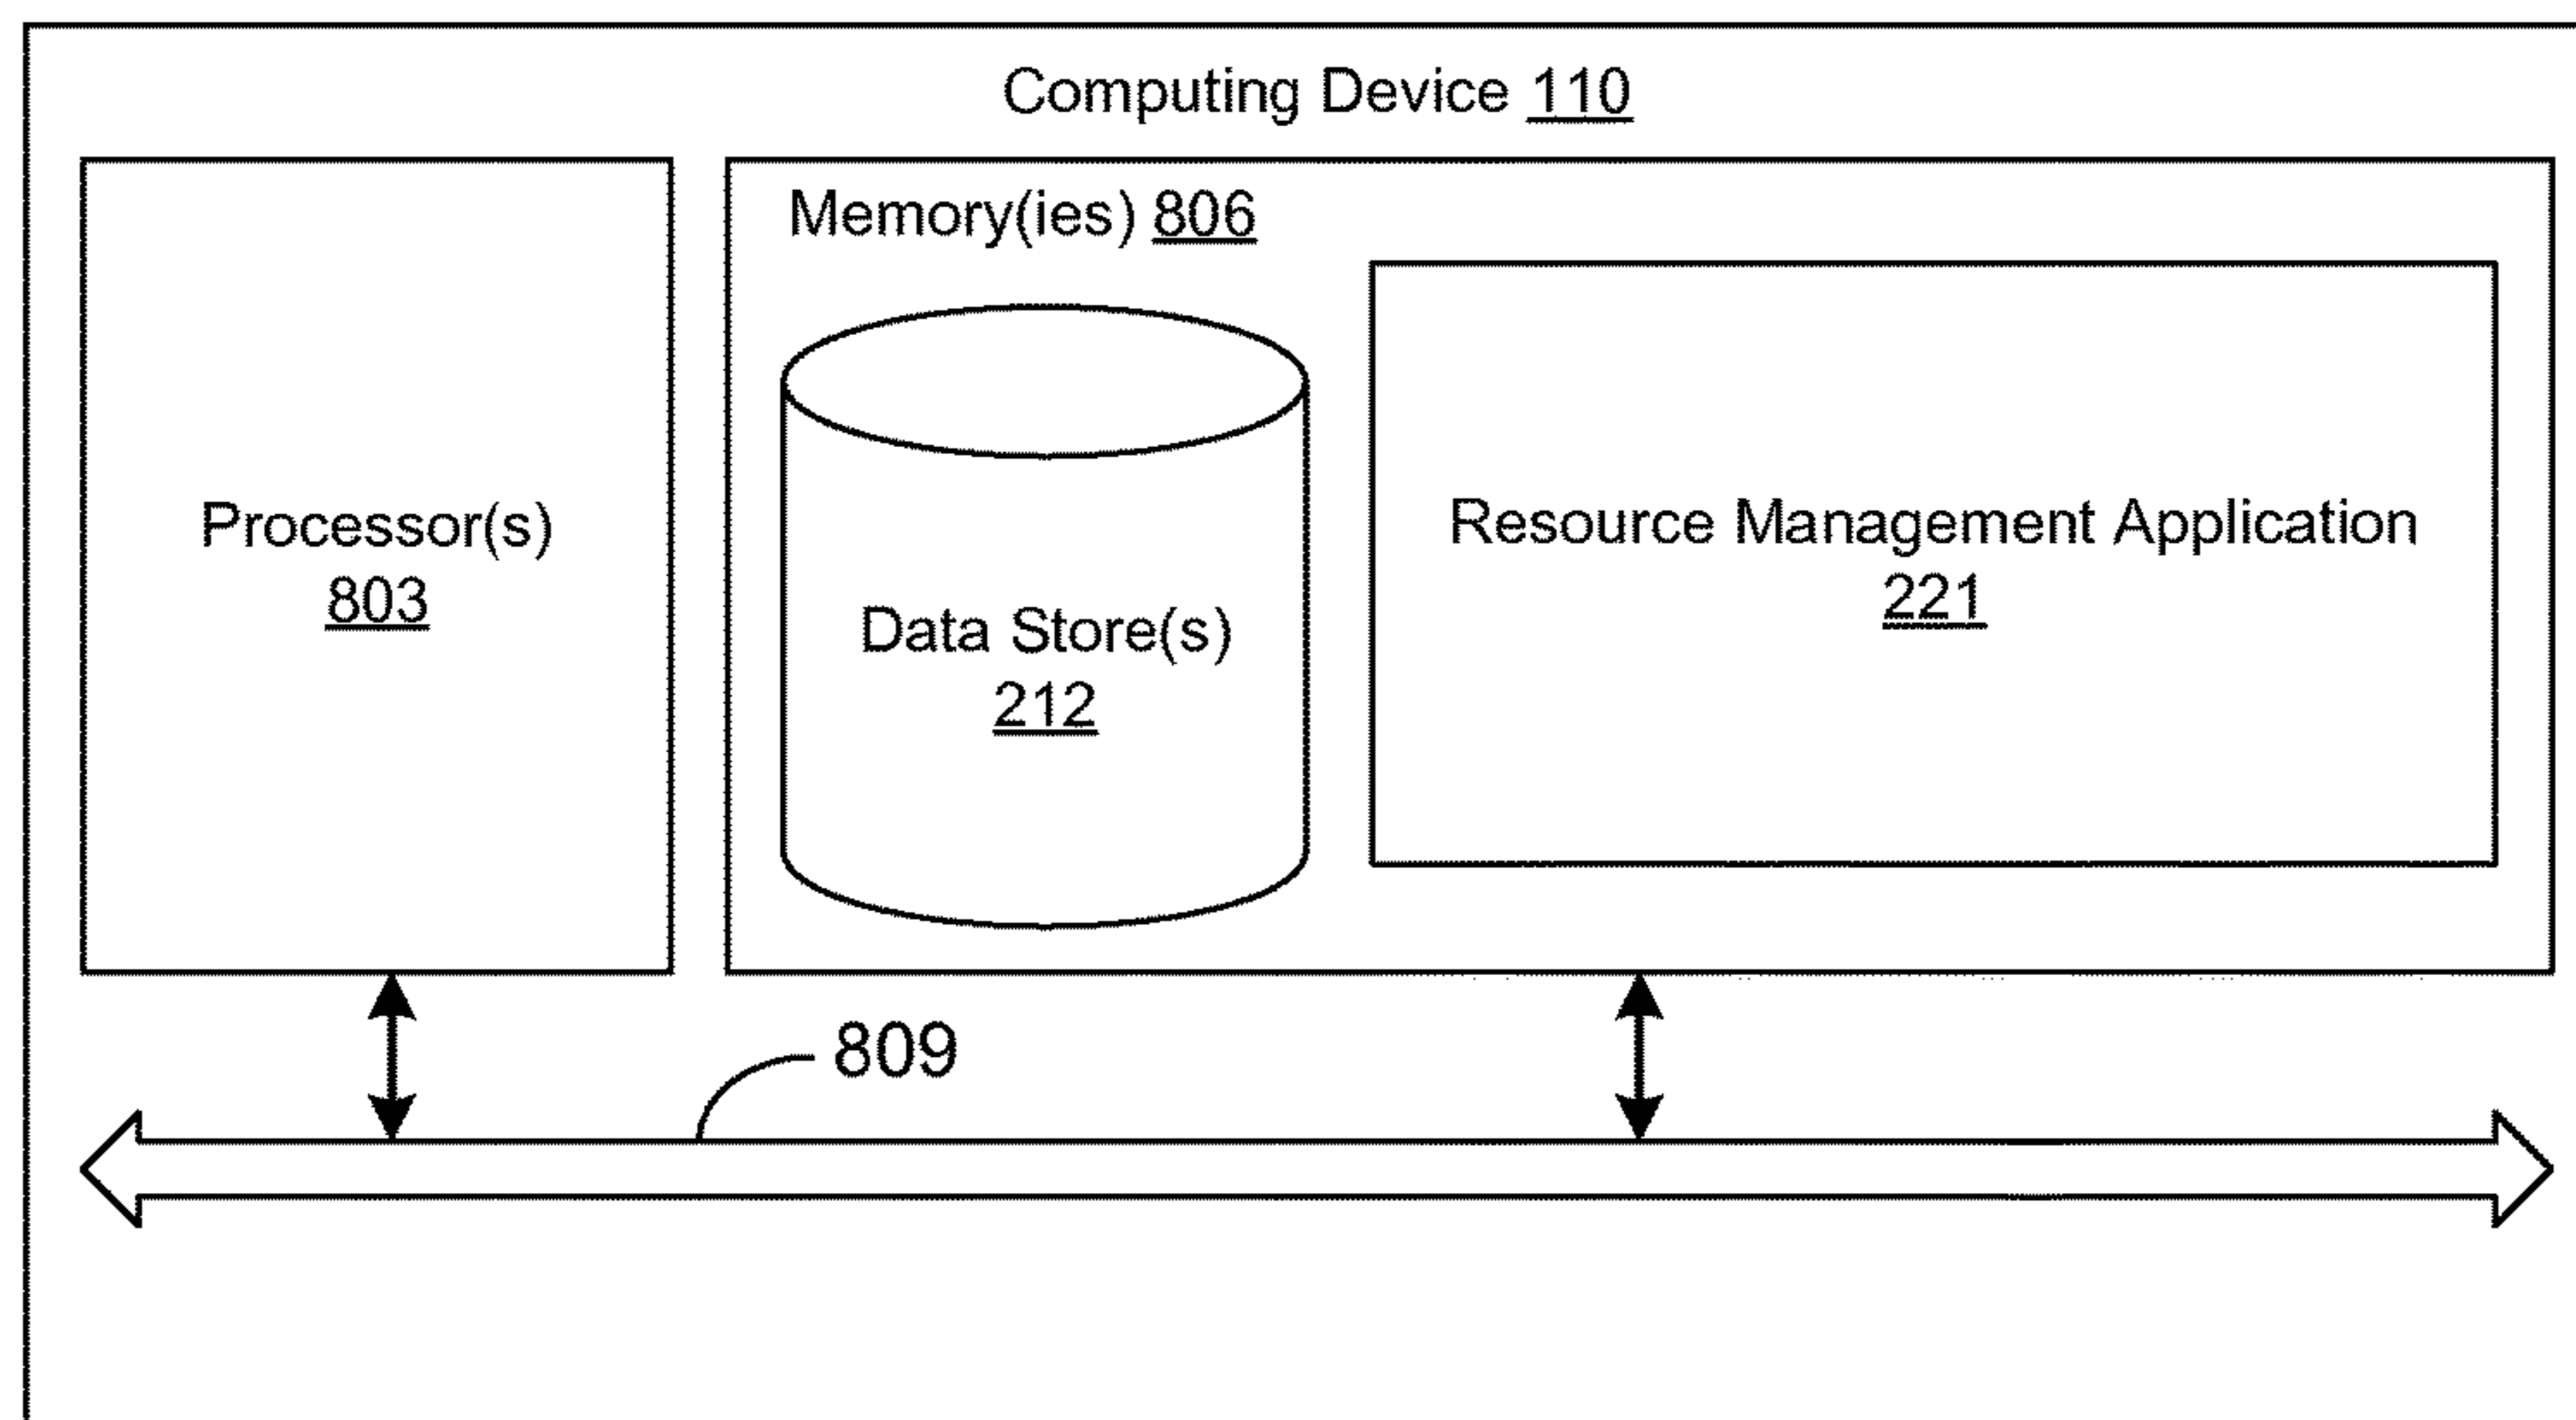 Computing Device 110
Memory(ies) 806
Processor(s)
803
Data Store(s)
212
Resource Management Application
221
809